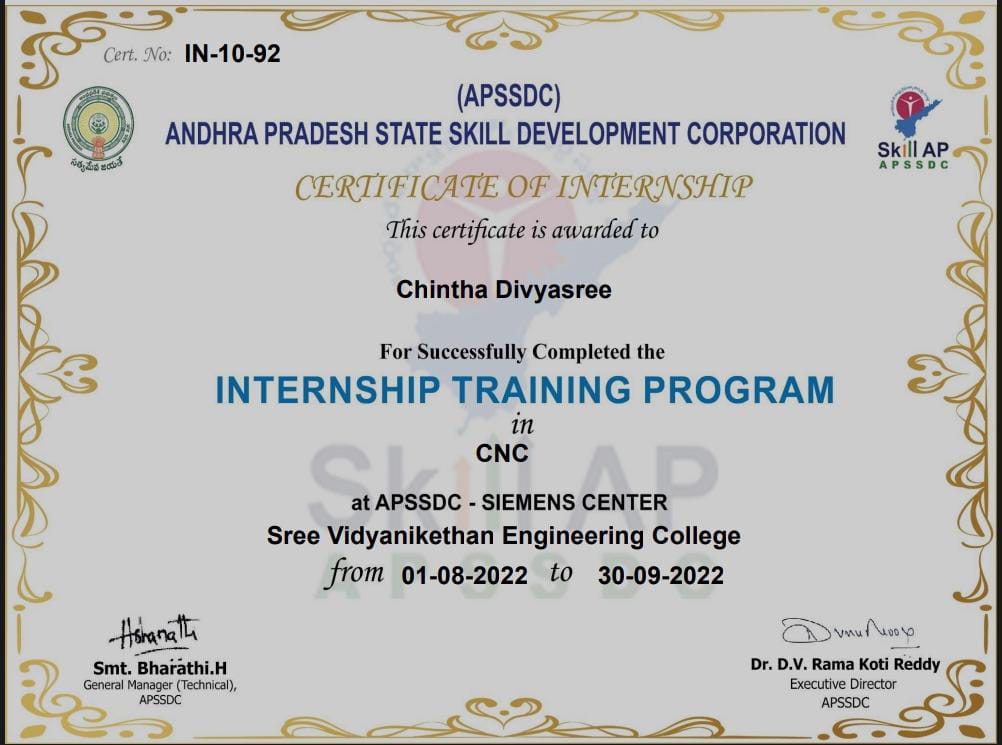 Cert. No: IN-10-92
సత్యమేవ జయతే
(APSSDC)
ANDHRA PRADESH STATE SKILL DEVELOPMENT CORPORATION
Skill AP
APSSDC
CERTIFICATE OF INTERNSHIP
This certificate is awarded to
Chintha Divyasree
For Successfully Completed the
INTERNSHIP TRAINING PROGRAM
in
CNC
Skill AP
at APSSDC - SIEMENS CENTER
Sree Vidyanikethan Engineering College
APSSDC
from 01-08-2022 to 30-09-2022
Smt. Bharathi.H
General Manager (Technical),
APSSDC
Dr. D.V. Rama Koti Reddy
Executive Director
APSSDC